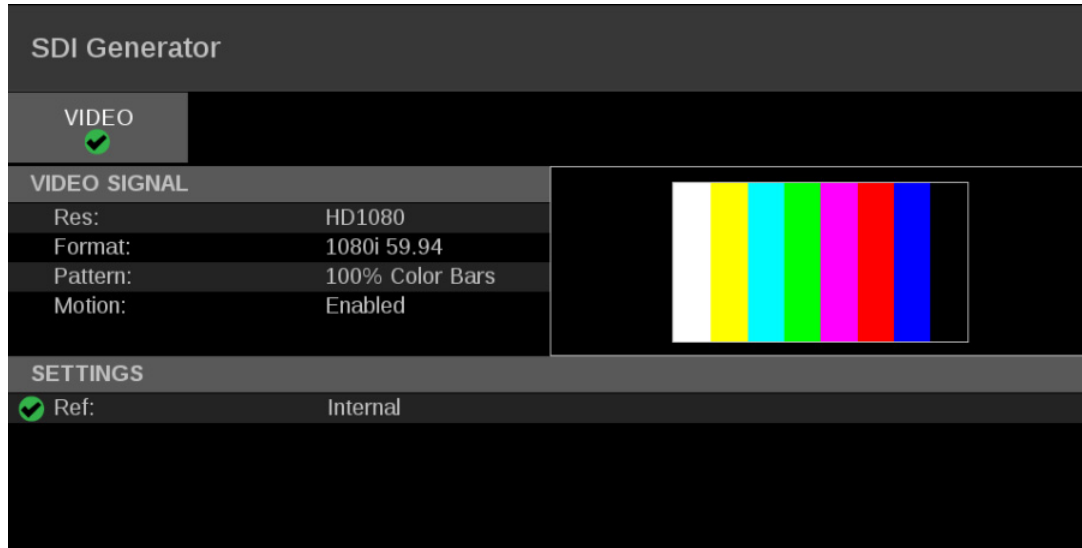 SDI Generator
VIDEO
VIDEO SIGNAL
Res: HD1080
Format: 1080i 59.94
Pattern: 100% Color Bars
Motion: Enabled
SETTINGS
Ref: Internal